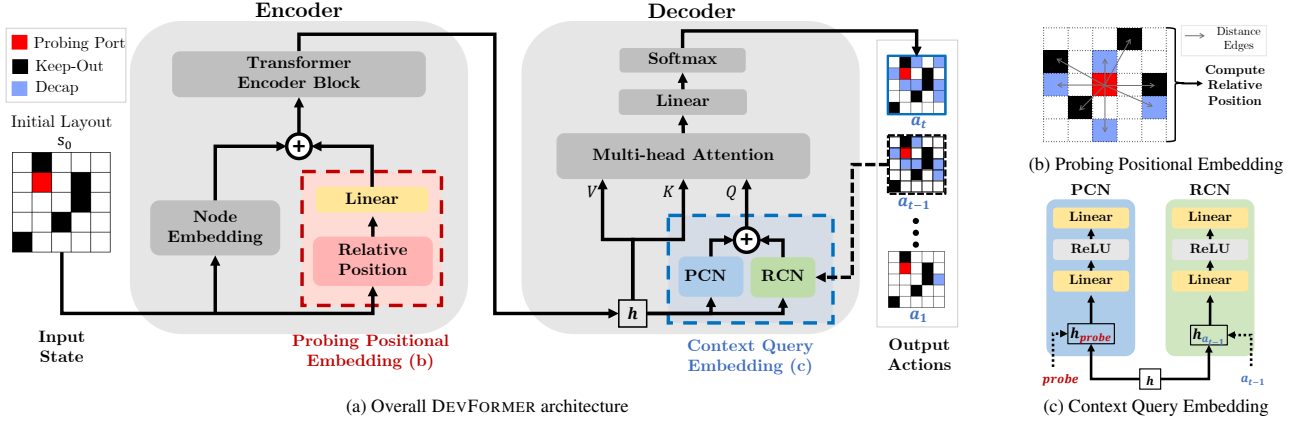 Encoder
Decoder
Probing Port
Keep-Out
Decap
Initial Layout
s₀
Input
State
Transformer
Encoder Block
Node
Embedding
Linear
Relative
Position
Probing Positional
Embedding (b)
Softmax
Linear
Multi-head Attention
V
K
Q
PCN
RCN
h
Context Query
Embedding (c)
aₜ
aₜ₋₁
a₁
Output
Actions
(a) Overall DEVFORMER architecture
Distance
Edges
Compute
Relative
Position
(b) Probing Positional Embedding
PCN
RCN
Linear
Linear
ReLU
ReLU
Linear
Linear
h_probe
h_{aₜ₋₁}
probe
h
aₜ₋₁
(c) Context Query Embedding